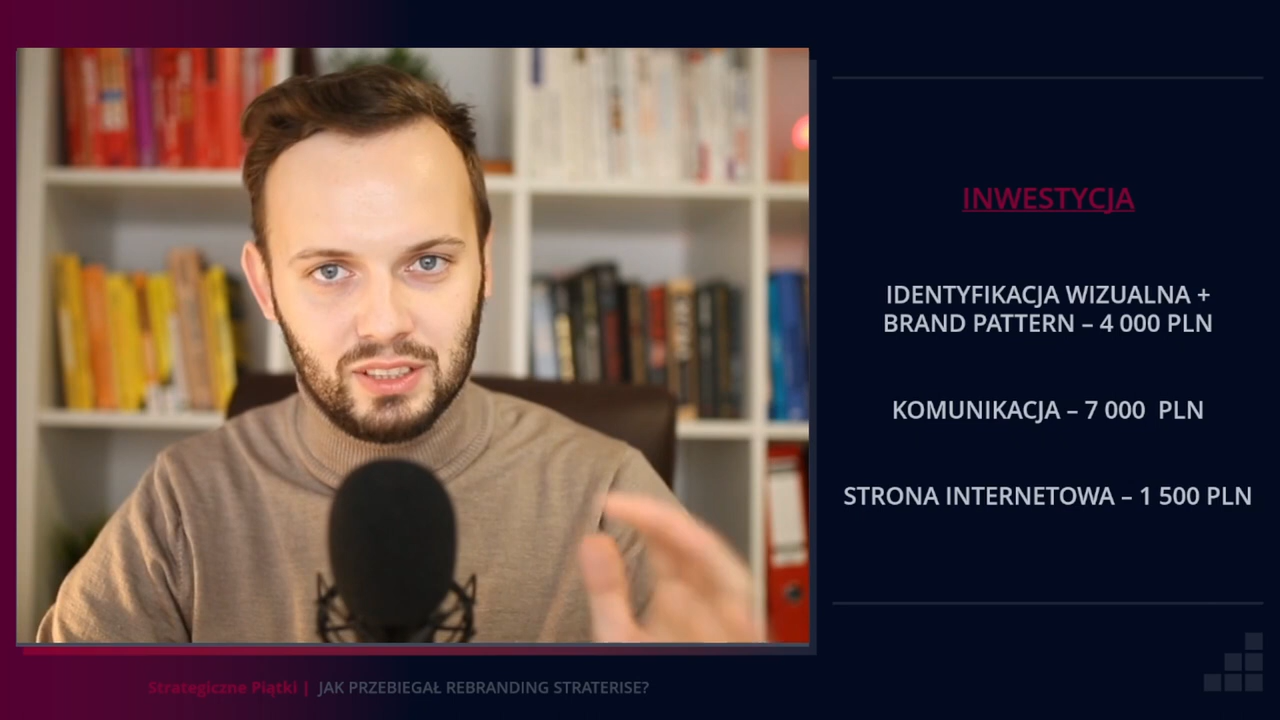 INWESTYCJA
IDENTYFIKACJA WIZUALNA +
BRAND PATTERN – 4 000 PLN
KOMUNIKACJA – 7 000 PLN
STRONA INTERNETOWA – 1 500 PLN
Strategiczne Piątki | JAK PRZEBIEGAŁ REBRANDING STRATERISE?